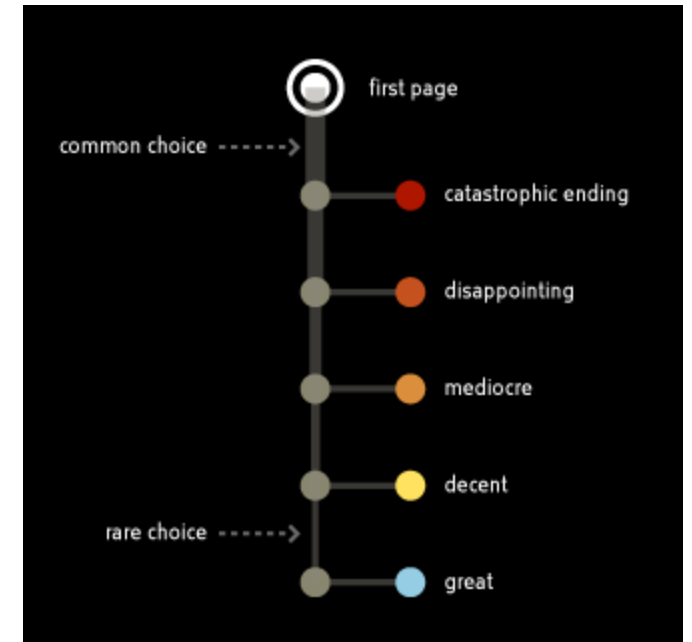 first page
common choice
catastrophic ending
disappointing
mediocre
decent
rare choice
great